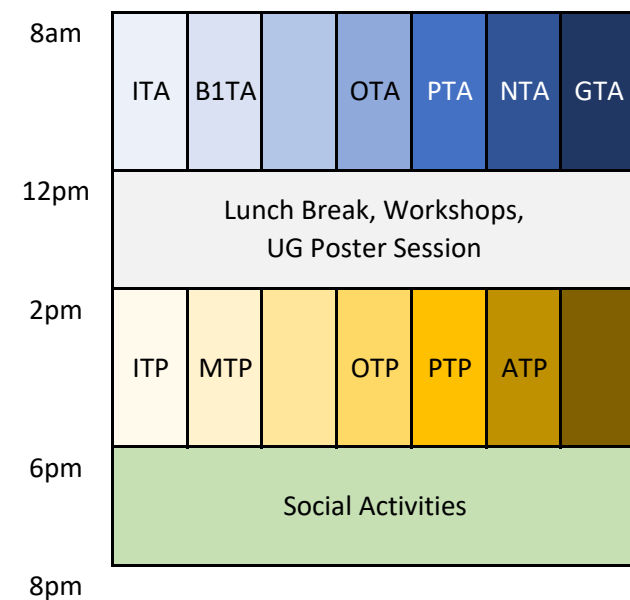 8am
ITA B1TA OTA PTA NTA GTA
12pm
Lunch Break, Workshops,
UG Poster Session
2pm
ITP MTP OTP PTP ATP
6pm
Social Activities
8pm